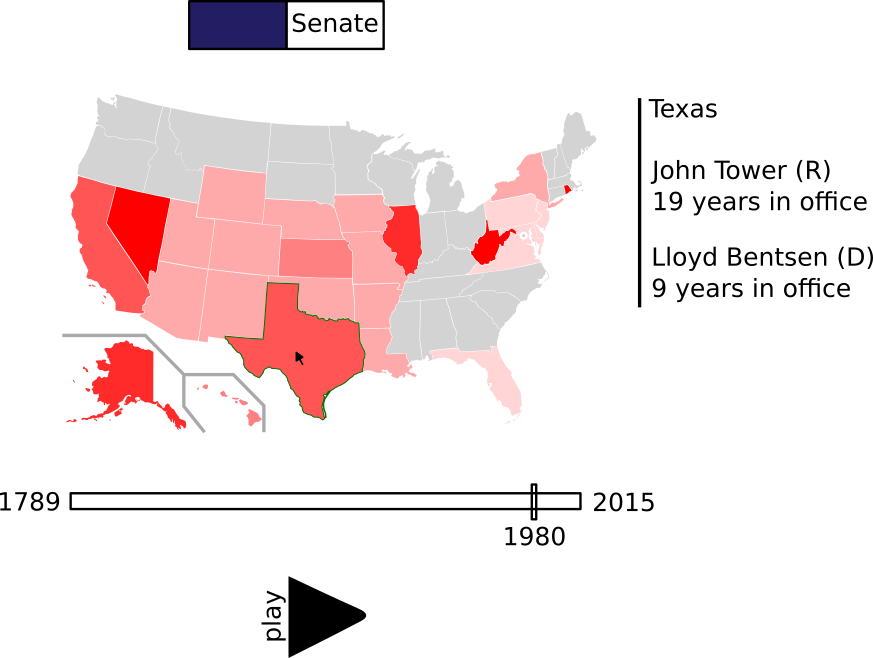 Senate
Texas
John Tower (R)
19 years in office
Lloyd Bentsen (D)
9 years in office
1789
2015
1980
play